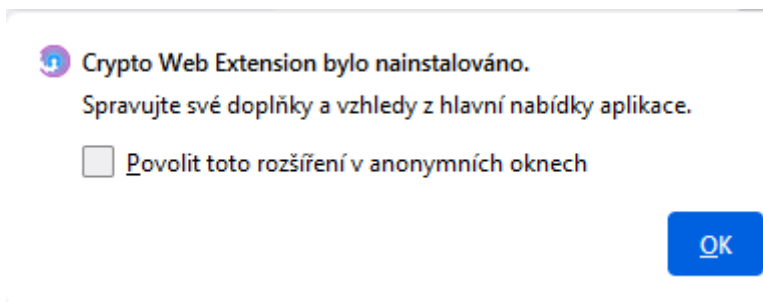 Crypto Web Extension bylo nainstalováno.
Spravujte své doplňky a vzhledy z hlavní nabídky aplikace.
Povolit toto rozšíření v anonymních oknech
OK